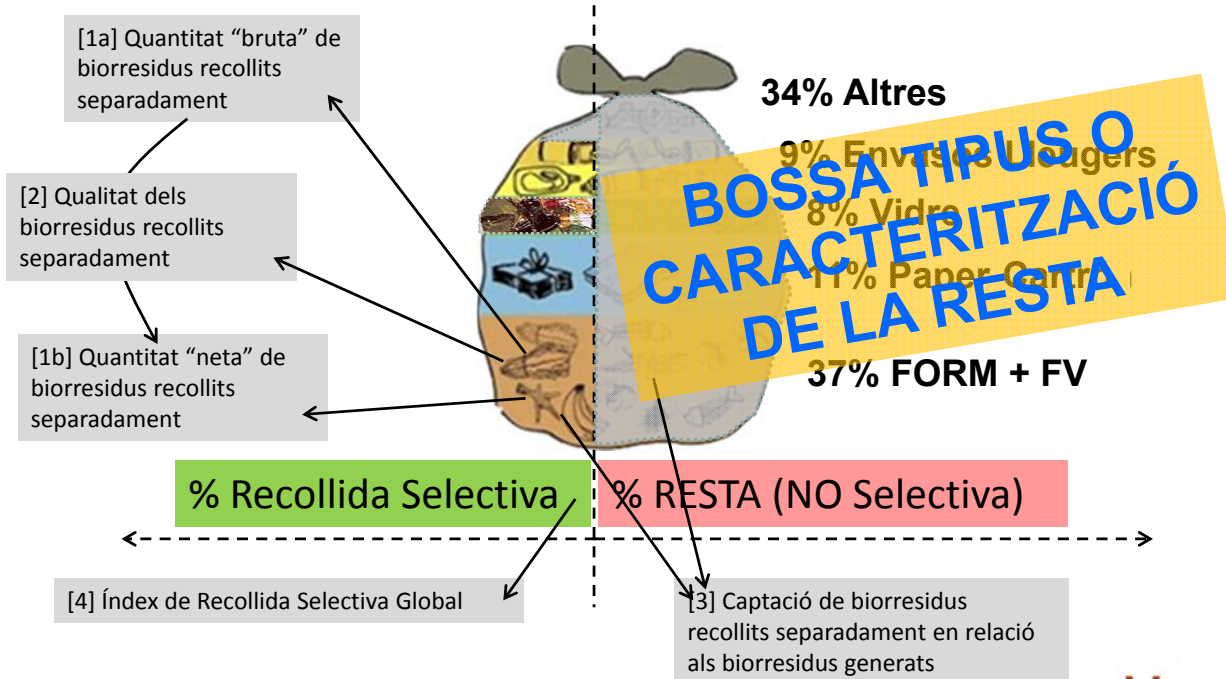 [1a] Quantitat “bruta” de
biorresidus recollits
separadament
[2] Qualitat dels
biorresidus recollits
separadament
[1b] Quantitat “neta” de
biorresidus recollits
separadament
34% Altres
9% Envasos Lleugers
8% Vidre
11% Paper Cartró
37% FORM + FV
BOSSA TIPUS O
CARACTERITZACIÓ
DE LA RESTA
% Recollida Selectiva
% RESTA (NO Selectiva)
[4] Índex de Recollida Selectiva Global
[3] Captació de biorresidus
recollits separadament en relació
als biorresidus generats